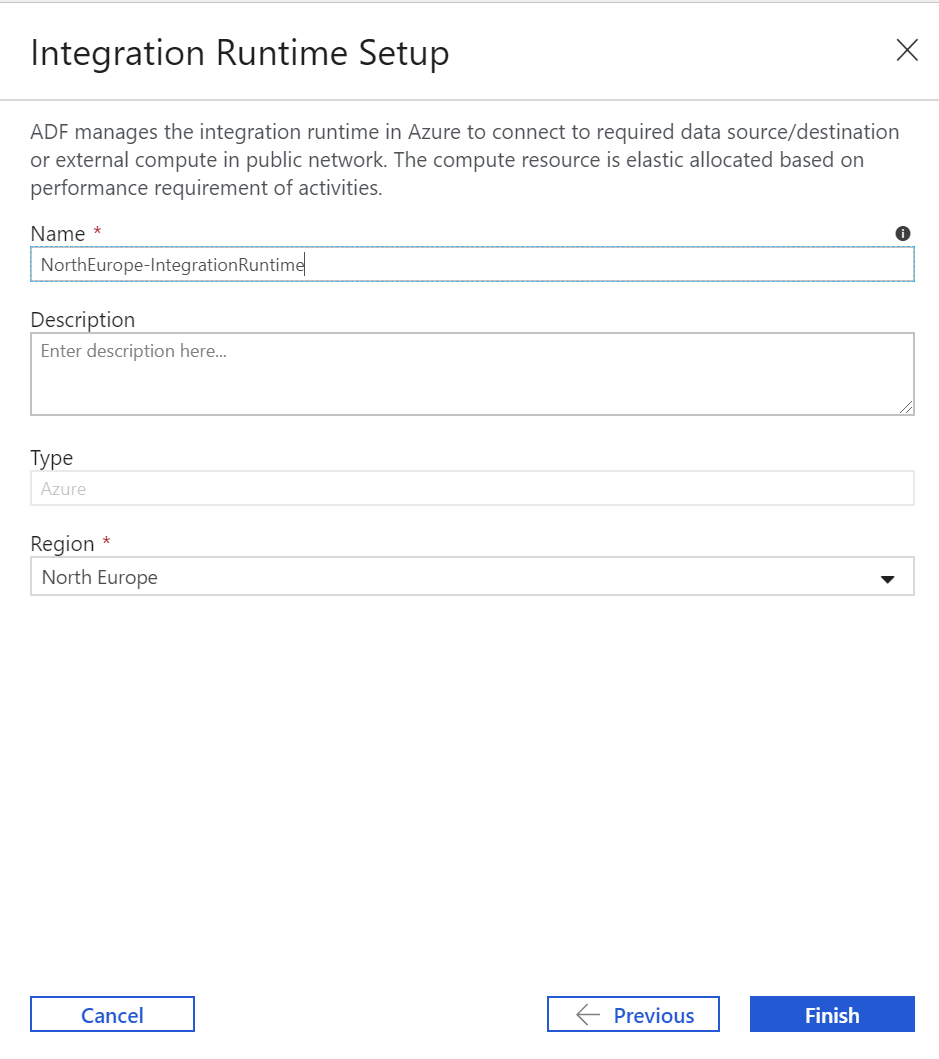 Integration Runtime Setup
ADF manages the integration runtime in Azure to connect to required data source/destination
or external compute in public network. The compute resource is elastic allocated based on
performance requirement of activities.
Name *
NorthEurope-IntegrationRuntime
Description
Enter description here...
Type
Azure
Region *
North Europe
Cancel
Previous
Finish